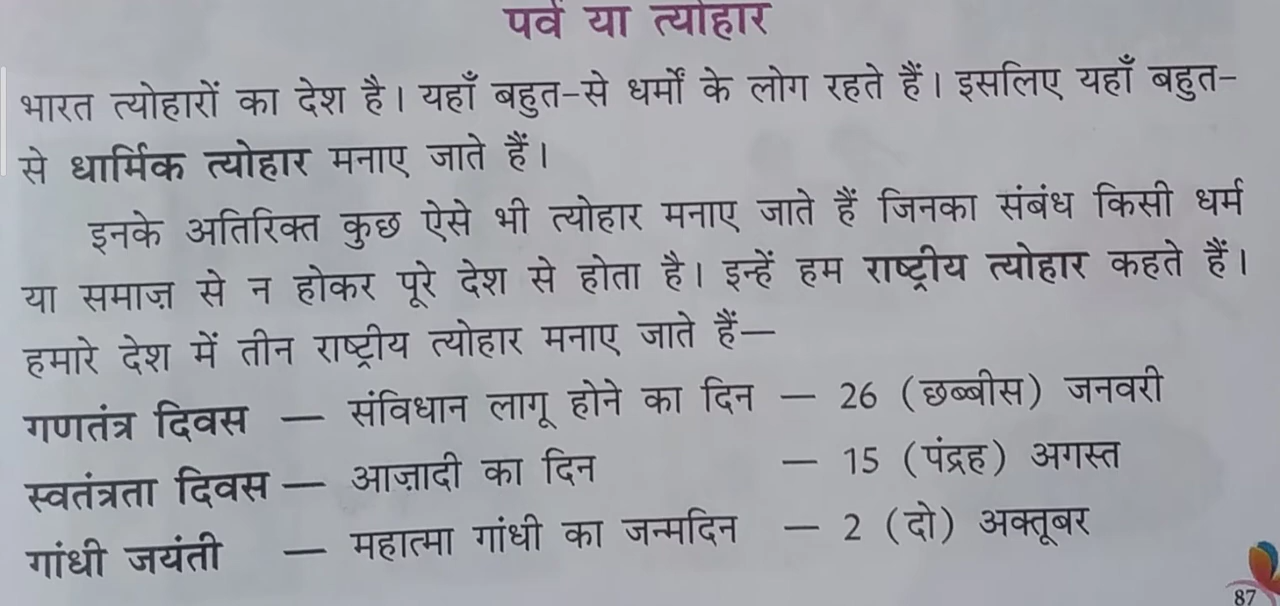 पर्व या त्योहार
भारत त्योहारों का देश है। यहाँ बहुत-से धर्मों के लोग रहते हैं। इसलिए यहाँ बहुत-
से धार्मिक त्योहार मनाए जाते हैं।
इनके अतिरिक्त कुछ ऐसे भी त्योहार मनाए जाते हैं जिनका संबंध किसी धर्म
या समाज़ से न होकर पूरे देश से होता है। इन्हें हम राष्ट्रीय त्योहार कहते हैं।
हमारे देश में तीन राष्ट्रीय त्योहार मनाए जाते हैं—
गणतंत्र दिवस — संविधान लागू होने का दिन — 26 (छब्बीस) जनवरी
स्वतंत्रता दिवस — आज़ादी का दिन — 15 (पंद्रह) अगस्त
गांधी जयंती — महात्मा गांधी का जन्मदिन — 2 (दो) अक्तूबर
87